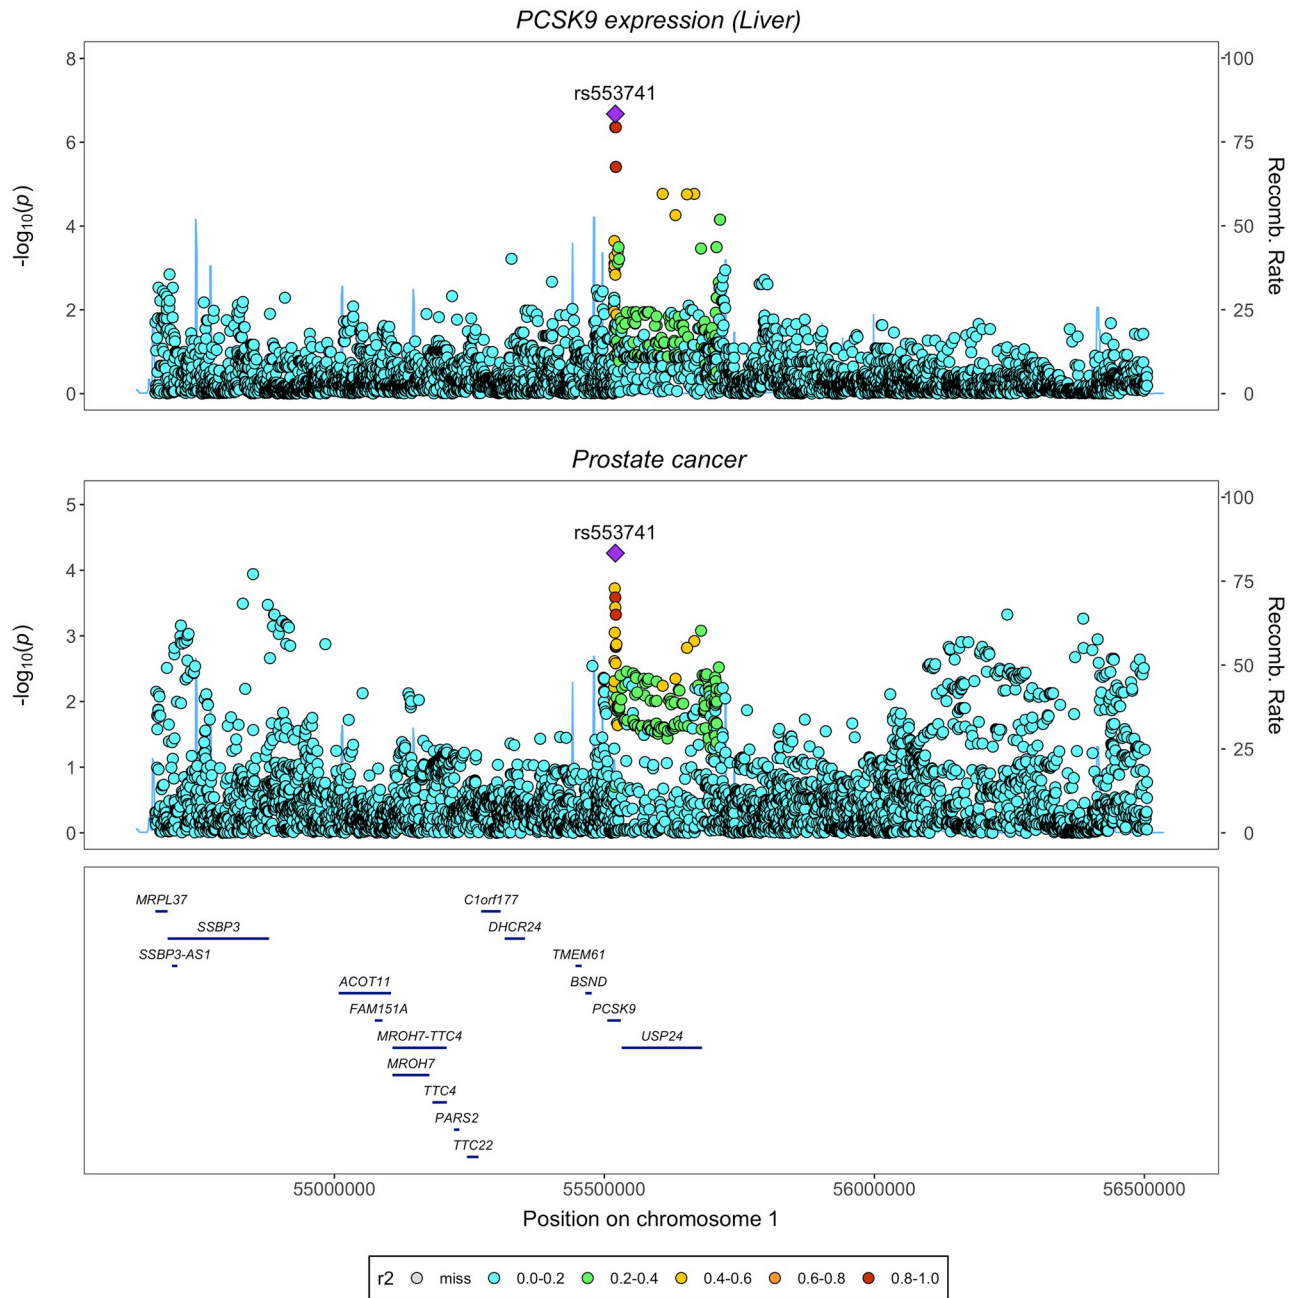 PCSK9 expression (Liver)
8
6
4
2
0
-log10(p)
rs553741
100
75
50
25
0
Recomb. Rate
Prostate cancer
5
4
3
2
1
0
-log10(p)
rs553741
100
75
50
25
0
Recomb. Rate
MRPL37 C1orf177
SSBP3 DHCR24
SSBP3-AS1 TMEM61
ACOT11 BSND
FAM151A PCSK9
MROH7-TTC4 USP24
MROH7
TTC4
PARS2
TTC22
55000000 55500000 56000000 56500000
Position on chromosome 1
r2 miss 0.0-0.2 0.2-0.4 0.4-0.6 0.6-0.8 0.8-1.0